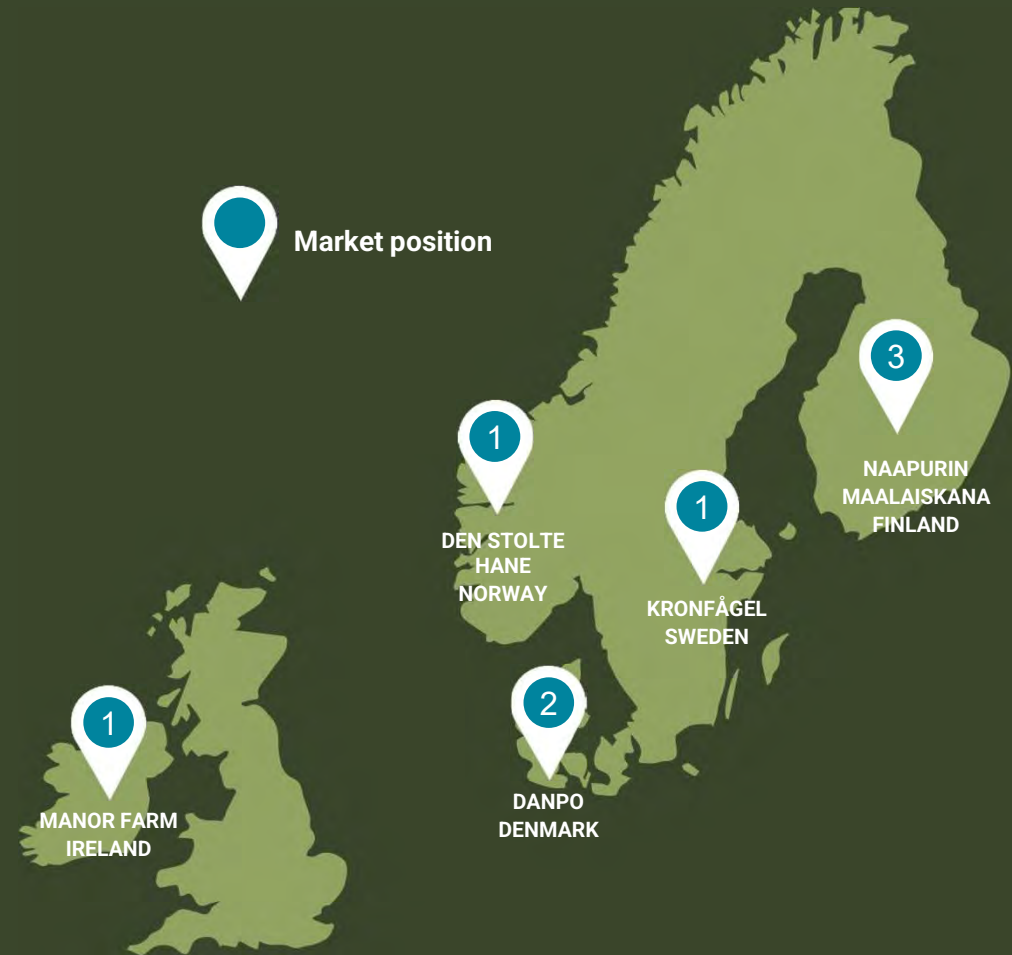 Market position
3
NAAPURIN
MAALAISKANA
FINLAND
1
DEN STOLTE
HANE
NORWAY
1
KRONFÅGEL
SWEDEN
2
DANPO
DENMARK
1
MANOR FARM
IRELAND